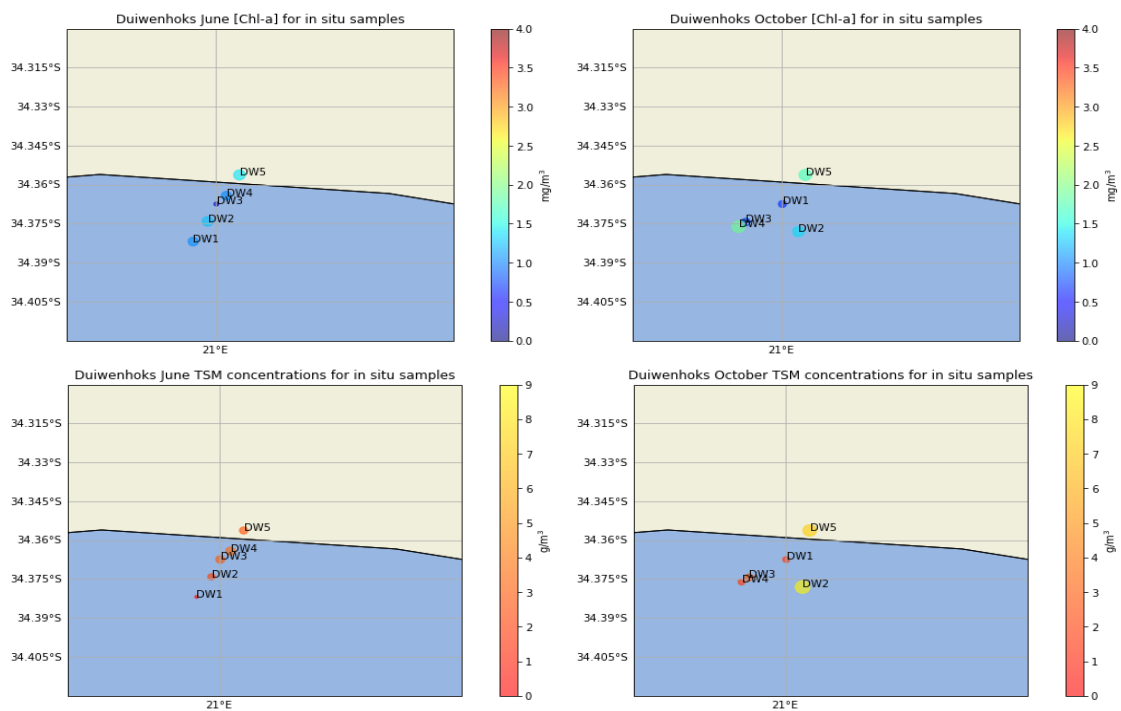 Duiwenhoks June [Chl-a] for in situ samples
34.315°S
34.33°S
34.345°S
34.36°S
34.375°S
34.39°S
34.405°S
21°E
DW5
DW4
DW3
DW2
DW1
4.0
3.5
3.0
2.5
2.0
1.5
1.0
0.5
0.0
mg/m³
Duiwenhoks October [Chl-a] for in situ samples
34.315°S
34.33°S
34.345°S
34.36°S
34.375°S
34.39°S
34.405°S
21°E
DW5
DW1
DW3
DW4
DW2
4.0
3.5
3.0
2.5
2.0
1.5
1.0
0.5
0.0
mg/m³
Duiwenhoks June TSM concentrations for in situ samples
34.315°S
34.33°S
34.345°S
34.36°S
34.375°S
34.39°S
34.405°S
21°E
DW5
DW4
DW3
DW2
DW1
9
8
7
6
5
4
3
2
1
0
g/m³
Duiwenhoks October TSM concentrations for in situ samples
34.315°S
34.33°S
34.345°S
34.36°S
34.375°S
34.39°S
34.405°S
21°E
DW5
DW1
DW3
DW4
DW2
9
8
7
6
5
4
3
2
1
0
g/m³